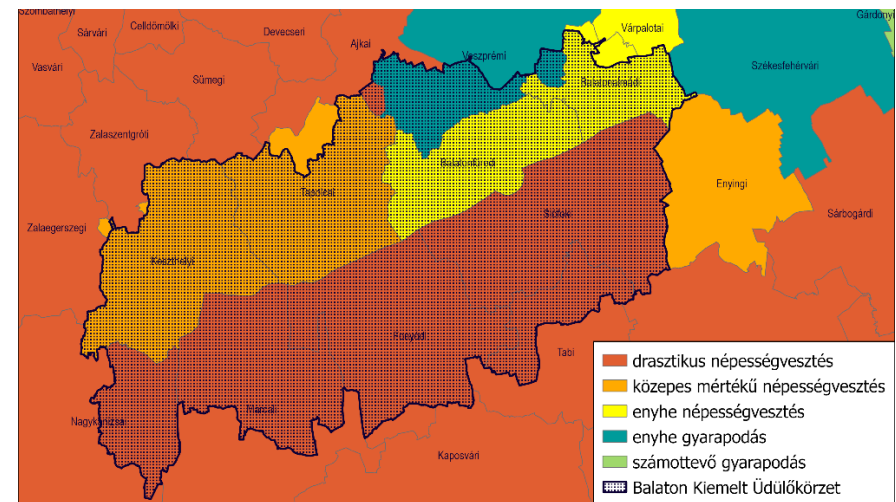 Szombathelyi
Sárvári
Celldömölki
Devecseri
Ajkai
Várpalotai
Gárdonyi
Veszprémi
Vasvári
Sümegi
Székesfehérvári
Balatonalmádi
Zalaszentgróti
Balatonfüredi
Tapolcai
Enyingi
Siófoki
Sárbogárdi
Zalaegerszegi
Keszthelyi
Fonyódi
Tabi
Nagykanizsai
Marcali
Kaposvári
drasztikus népességvesztés
közepes mértékű népességvesztés
enyhe népességvesztés
enyhe gyarapodás
számottevő gyarapodás
Balaton Kiemelt Üdülőkörzet